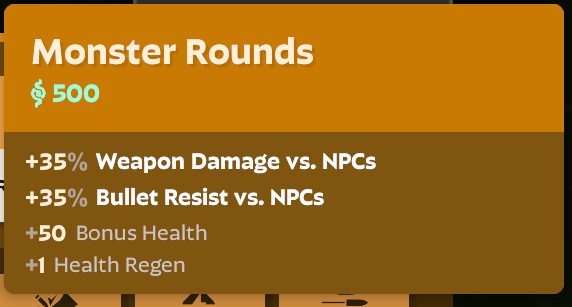 Monster Rounds
500
+35% Weapon Damage vs. NPCs
+35% Bullet Resist vs. NPCs
+50 Bonus Health
+1 Health Regen